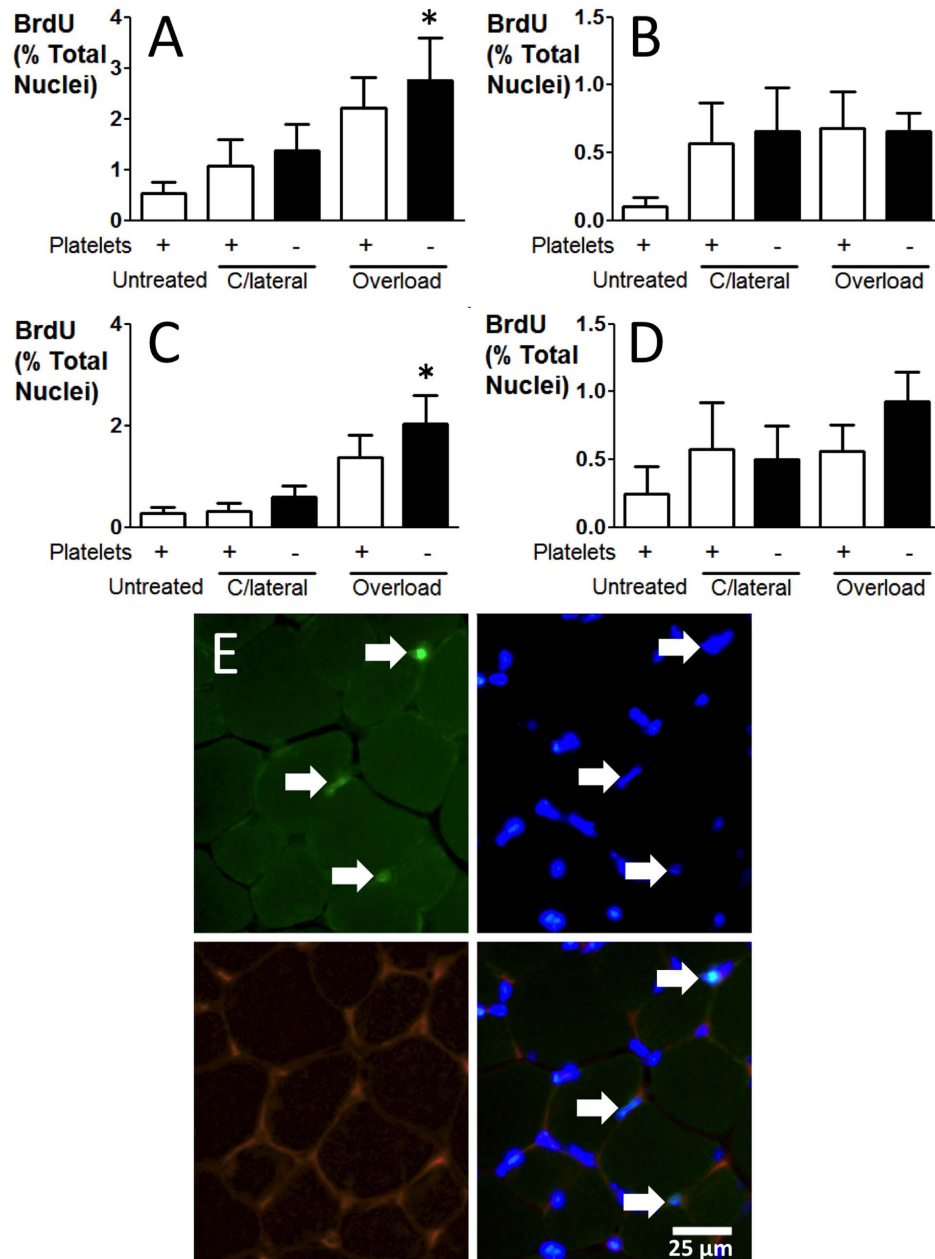 BrdU
(% Total
Nuclei)
A
4
3
2
1
0
*
Platelets + + - + -
Untreated C/lateral Overload
BrdU
(% Total
Nuclei)
B
1.5
1.0
0.5
0.0
+ + - + -
Untreated C/lateral Overload
BrdU
(% Total
Nuclei)
C
4
2
0
*
Platelets + + - + -
Untreated C/lateral Overload
BrdU
(% Total
Nuclei)
D
1.5
1.0
0.5
0.0
Platelets + + - + -
Untreated C/lateral Overload
E
25 µm